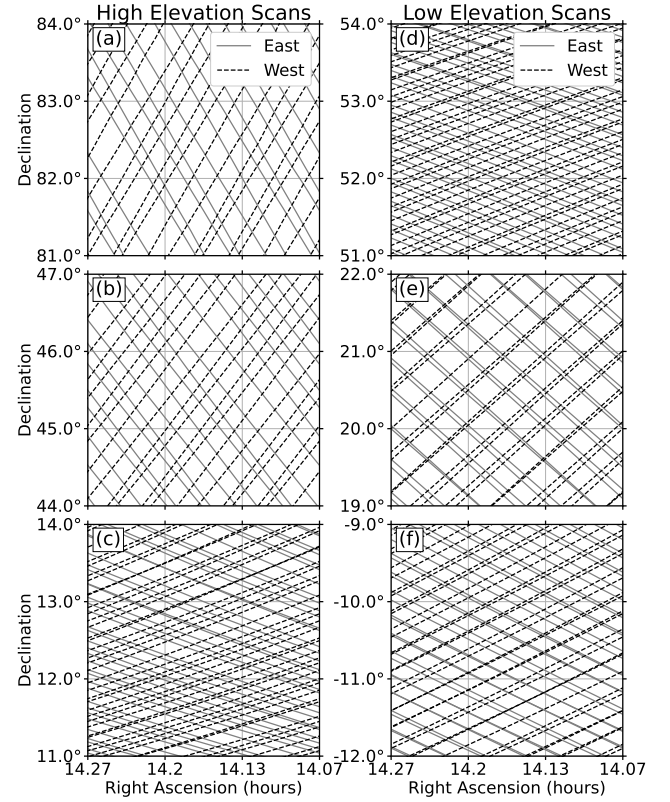 High Elevation Scans Low Elevation Scans
84.0° (a) East 54.0° (d) East
West West
83.0° 53.0°
Declination
82.0° 52.0°
81.0° 51.0°
47.0° (b) 22.0° (e)
46.0° 21.0°
Declination
45.0° 20.0°
44.0° 19.0°
14.0° (c) -9.0° (f)
13.0° -10.0°
Declination
12.0° -11.0°
11.0° -12.0°
14.27 14.2 14.13 14.07 14.27 14.2 14.13 14.07
Right Ascension (hours) Right Ascension (hours)